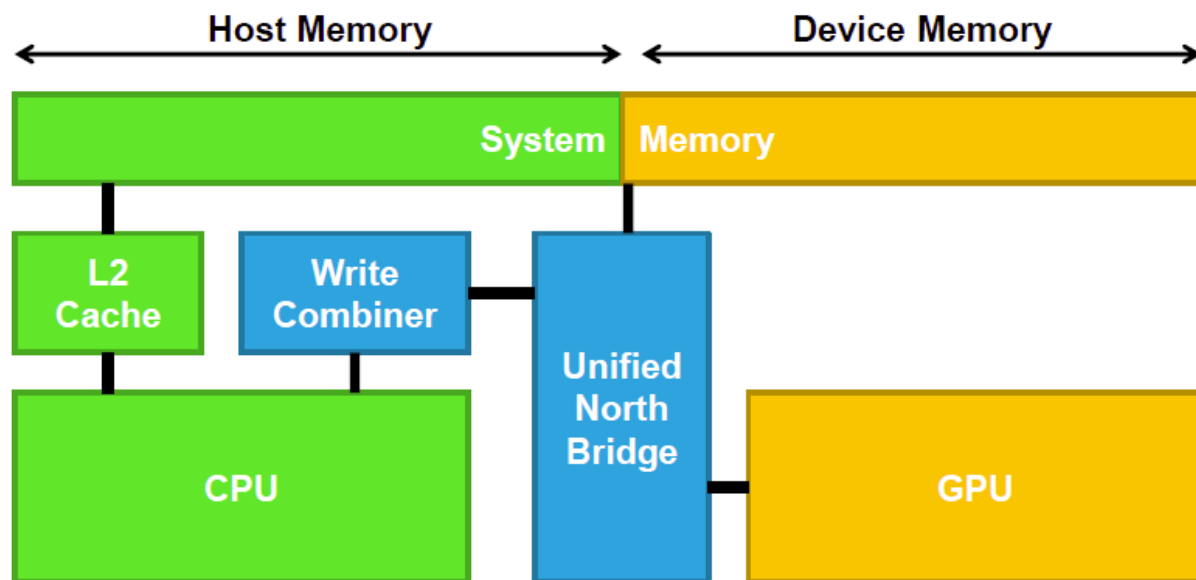 Host Memory
Device Memory
System
Memory
L2
Cache
Write
Combiner
Unified
North
Bridge
CPU
GPU